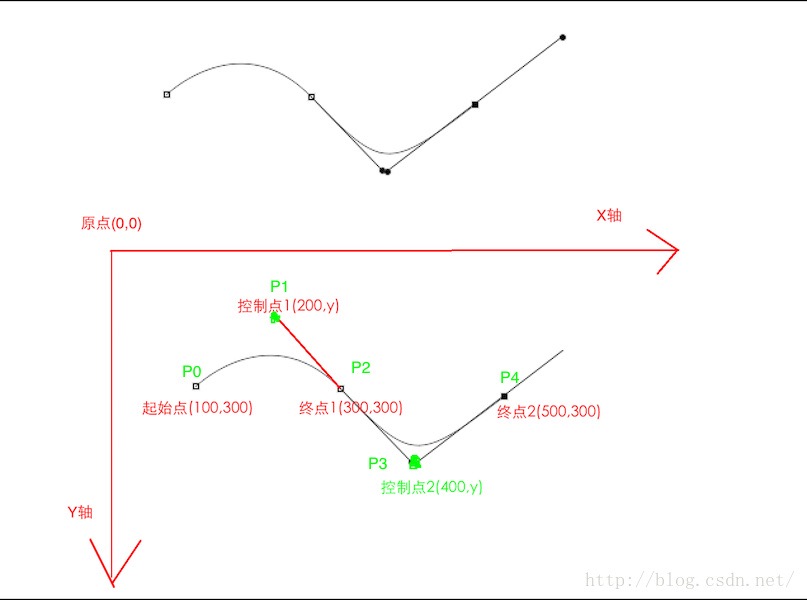 原点(0,0)
X轴
P1
控制点1(200,y)
P0
P2
P4
起始点(100,300)
终点1(300,300)
终点2(500,300)
P3
控制点2(400,y)
Y轴
http://blog.csdn.net/